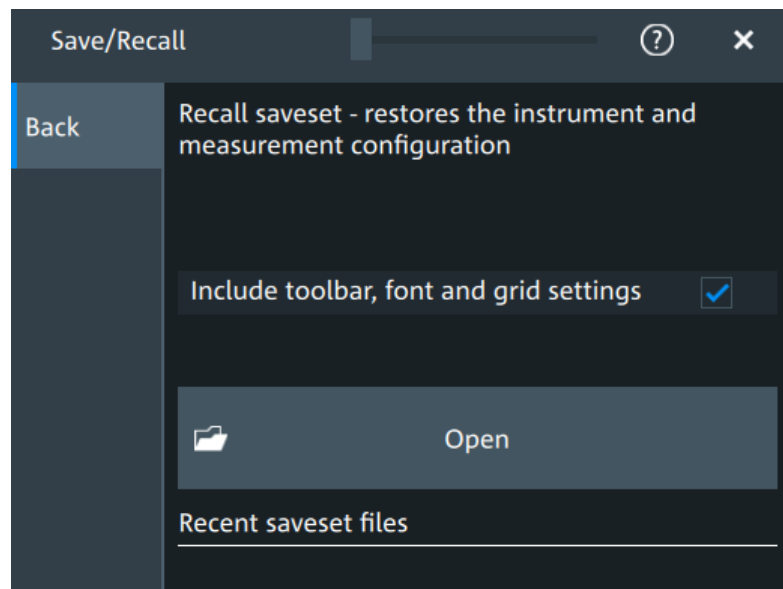 Save/Recall
?
Back
Recall saveset - restores the instrument and
measurement configuration
Include toolbar, font and grid settings
Open
Recent saveset files